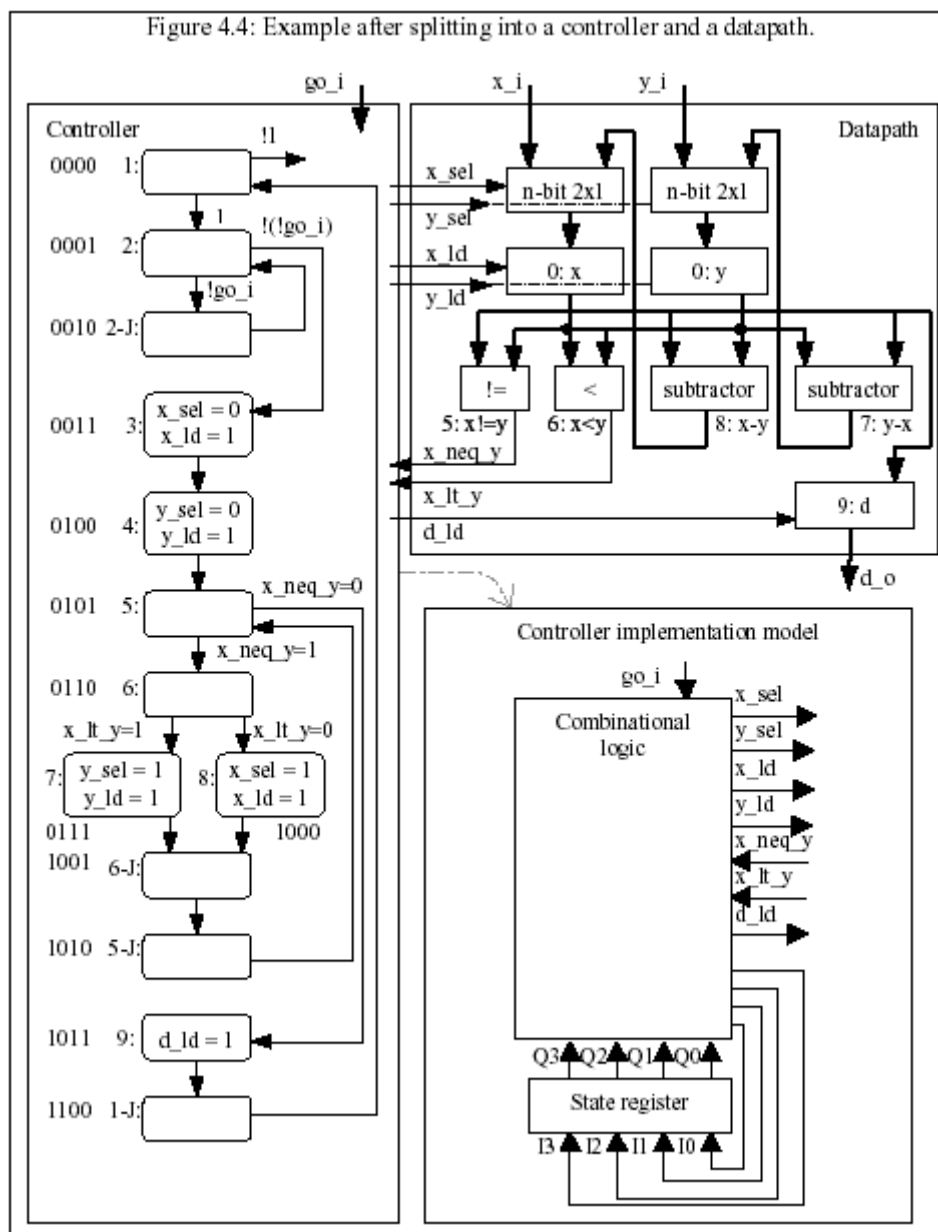 Figure 4.4: Example after splitting into a controller and a datapath.
go_i
x_i
y_i
Controller
!1
0000 1:
1
!(!go_i)
0001 2:
!go_i
0010 2-J:
0011 3:
x_sel = 0
x_ld = 1
0100 4:
y_sel = 0
y_ld = 1
x_neq_y=0
0101 5:
x_neq_y=1
0110 6:
x_lt_y=1
x_lt_y=0
7:
y_sel = 1
y_ld = 1
8:
x_sel = 1
x_ld = 1
0111
1000
1001 6-J:
1010 5-J:
1011 9:
d_ld = 1
1100 1-J:
Datapath
x_sel
n-bit 2x1
n-bit 2x1
y_sel
x_ld
0: x
0: y
y_ld
!=
<
subtractor
subtractor
5: x!=y
6: x<y
8: x-y
7: y-x
x_neq_y
x_lt_y
9: d
d_ld
d_o
Controller implementation model
go_i
Combinational
logic
x_sel
y_sel
x_ld
y_ld
x_neq_y
x_lt_y
d_ld
Q3 Q2 Q1 Q0
State register
I3 I2 I1 I0